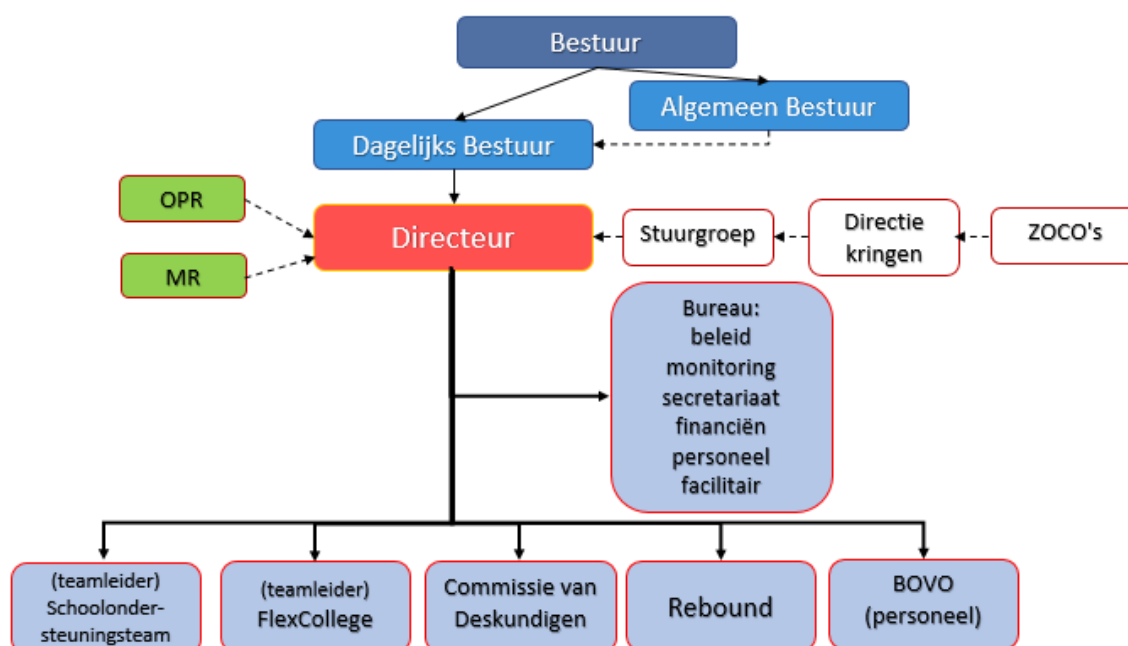 Bestuur
Algemeen Bestuur
Dagelijks Bestuur
OPR
MR
Directeur
Stuurgroep
Directie
kringen
ZOCO's
Bureau:
beleid
monitoring
secretariaat
financiën
personeel
facilitair
(teamleider)
Schoolonder-
steuningsteam
(teamleider)
FlexCollege
Commissie van
Deskundigen
Rebound
BOVO
(personeel)